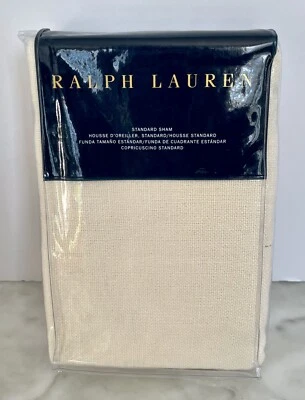 RALPH LAUREN
STANDARD SHAM
HOUSSE D'OREILLER, STANDARD/HOUSSE STANDARD
FUNDA TAMAÑO ESTÁNDAR/FUNDA DE CUADRANTE ESTÁNDAR
COPRICUSCINO STANDARD